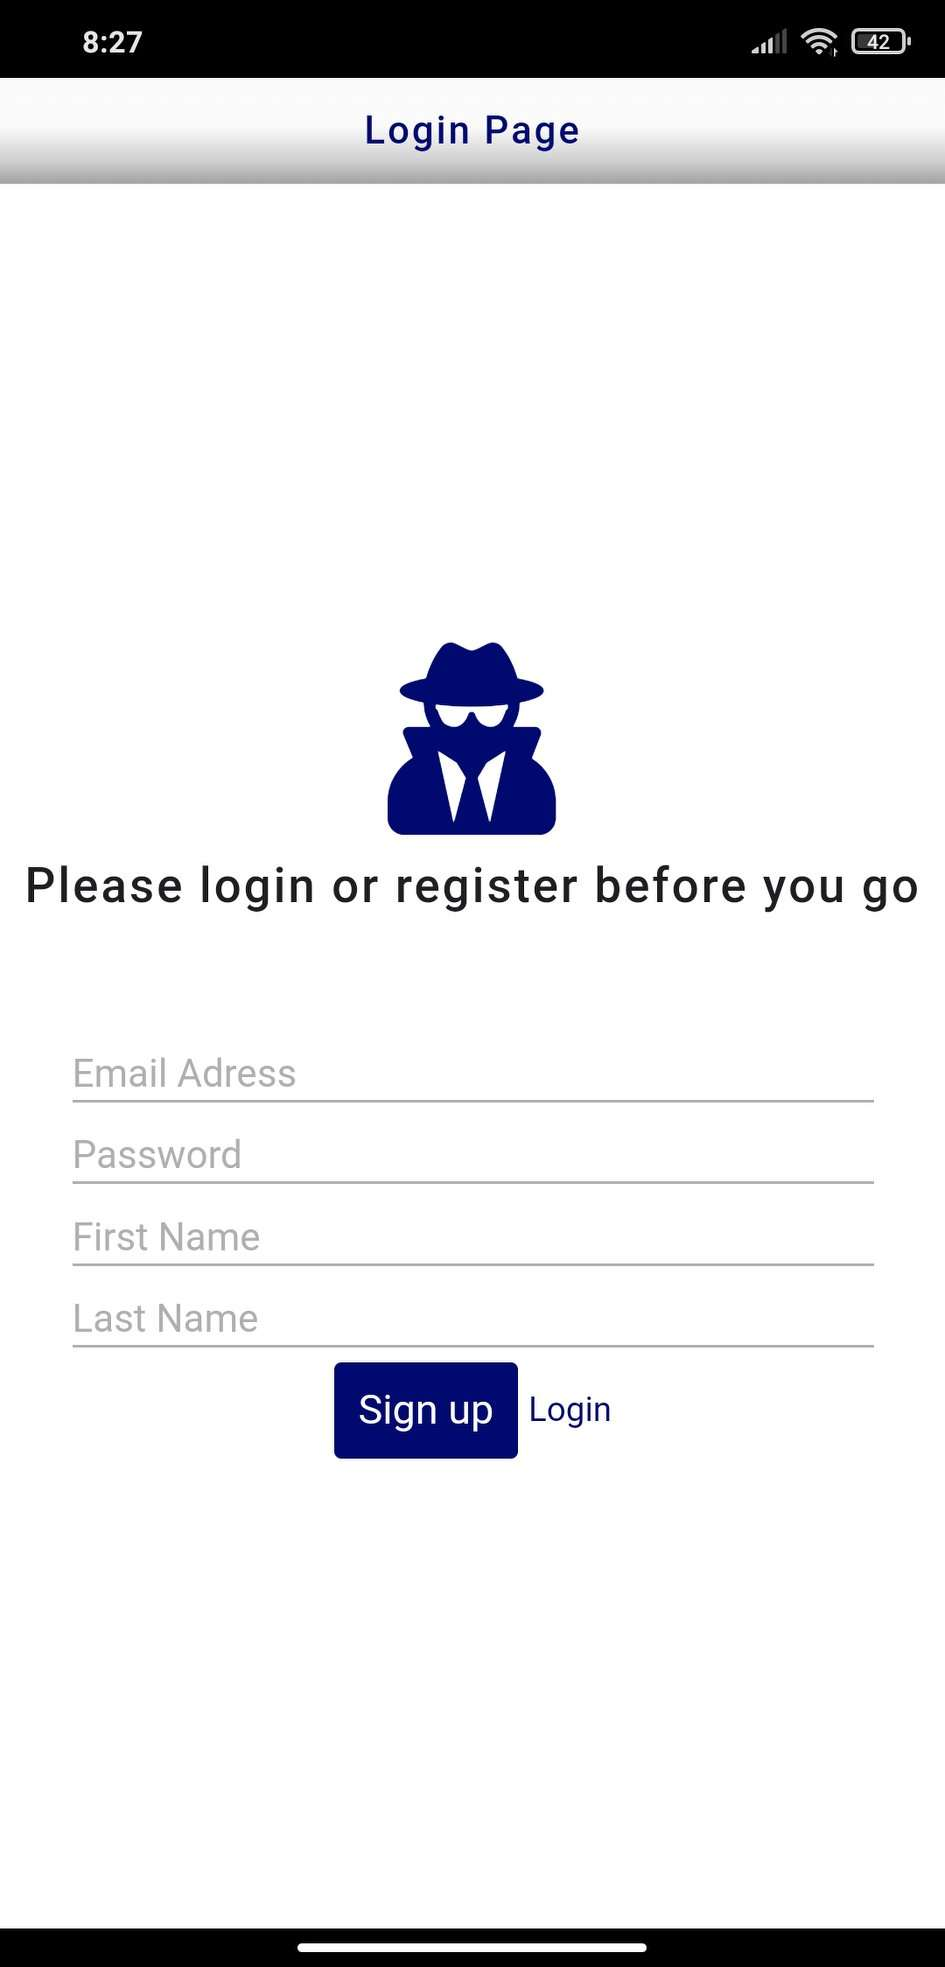 8:27
42
Login Page
Please login or register before you go
Email Adress
Password
First Name
Last Name
Sign up Login